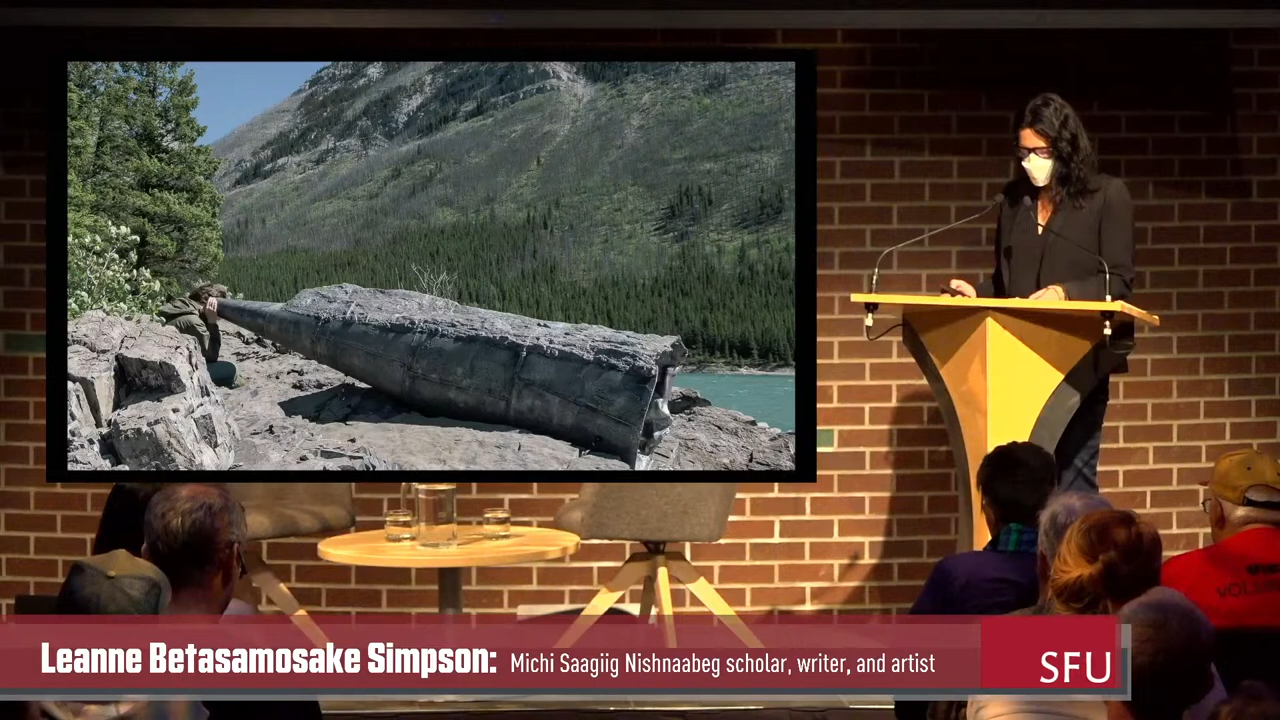 Leanne Betasamosake Simpson: Michi Saagiig Nishnaabeg scholar, writer, and artist
SFU